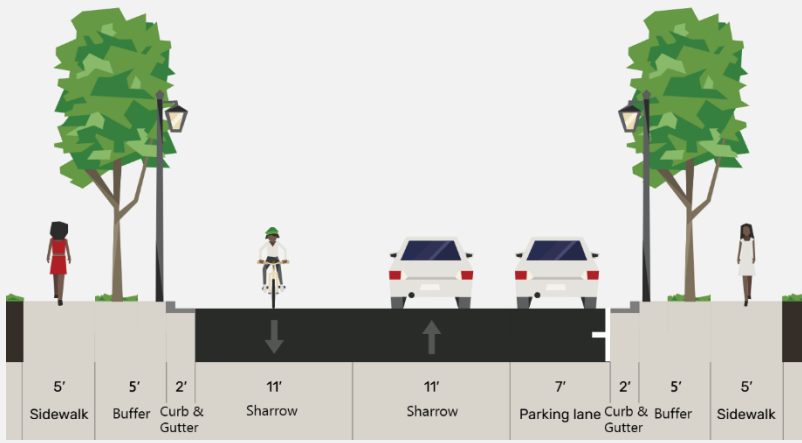 5′ 5′ 2′ 11′ 11′ 7′ 2′ 5′ 5′
Sidewalk Buffer Curb & Sharrow Sharrow Parking lane Curb & Buffer Sidewalk
Gutter Gutter